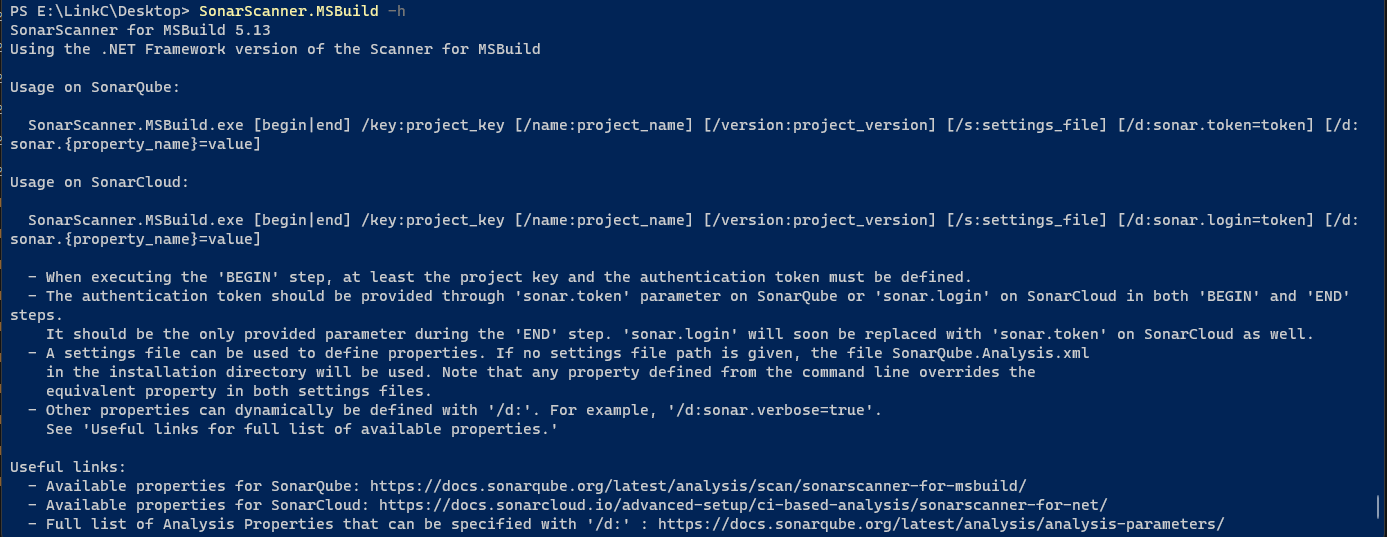 PS E:\LinkC\Desktop> SonarScanner.MSBuild -h
SonarScanner for MSBuild 5.13
Using the .NET Framework version of the Scanner for MSBuild
Usage on SonarQube:
SonarScanner.MSBuild.exe [begin|end] /key:project_key [/name:project_name] [/version:project_version] [/s:settings_file] [/d:sonar.token=token] [/d:
sonar.{property_name}=value]
Usage on SonarCloud:
SonarScanner.MSBuild.exe [begin|end] /key:project_key [/name:project_name] [/version:project_version] [/s:settings_file] [/d:sonar.login=token] [/d:
sonar.{property_name}=value]
- When executing the 'BEGIN' step, at least the project key and the authentication token must be defined.
- The authentication token should be provided through 'sonar.token' parameter on SonarQube or 'sonar.login' on SonarCloud in both 'BEGIN' and 'END'
steps.
It should be the only provided parameter during the 'END' step. 'sonar.login' will soon be replaced with 'sonar.token' on SonarCloud as well.
- A settings file can be used to define properties. If no settings file path is given, the file SonarQube.Analysis.xml
in the installation directory will be used. Note that any property defined from the command line overrides the
equivalent property in both settings files.
- Other properties can dynamically be defined with '/d:'. For example, '/d:sonar.verbose=true'.
See 'Useful links for full list of available properties.'
Useful links:
- Available properties for SonarQube: https://docs.sonarqube.org/latest/analysis/scan/sonarscanner-for-msbuild/
- Available properties for SonarCloud: https://docs.sonarcloud.io/advanced-setup/ci-based-analysis/sonarscanner-for-net/
- Full list of Analysis Properties that can be specified with '/d:' : https://docs.sonarqube.org/latest/analysis/analysis-parameters/